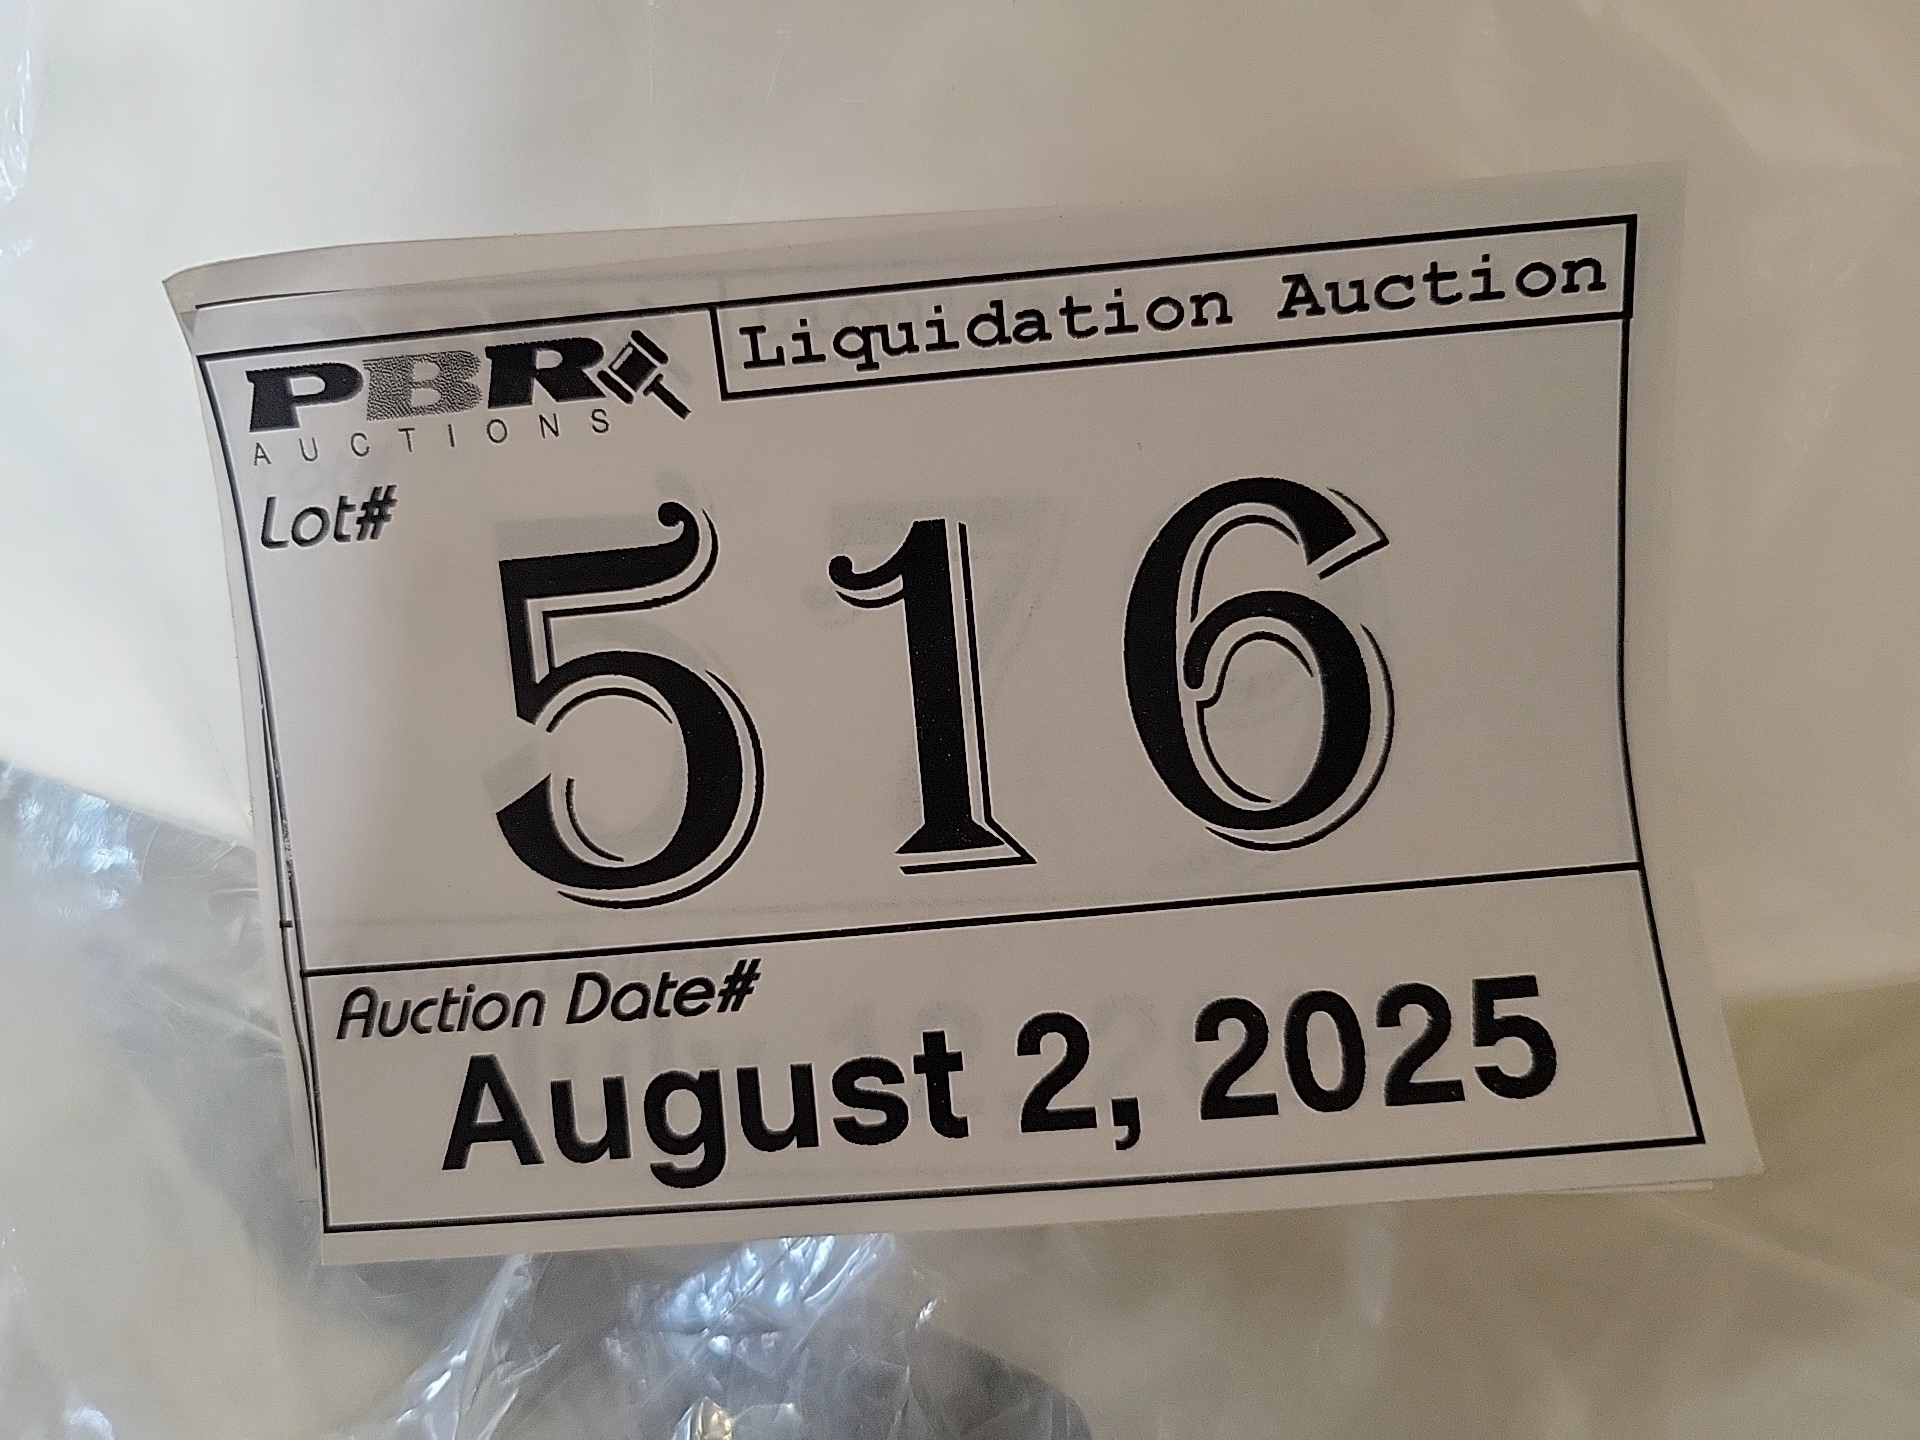 PBR
AUCTIONS
Liquidation Auction
Lot#
516
Auction Date#
August 2, 2025